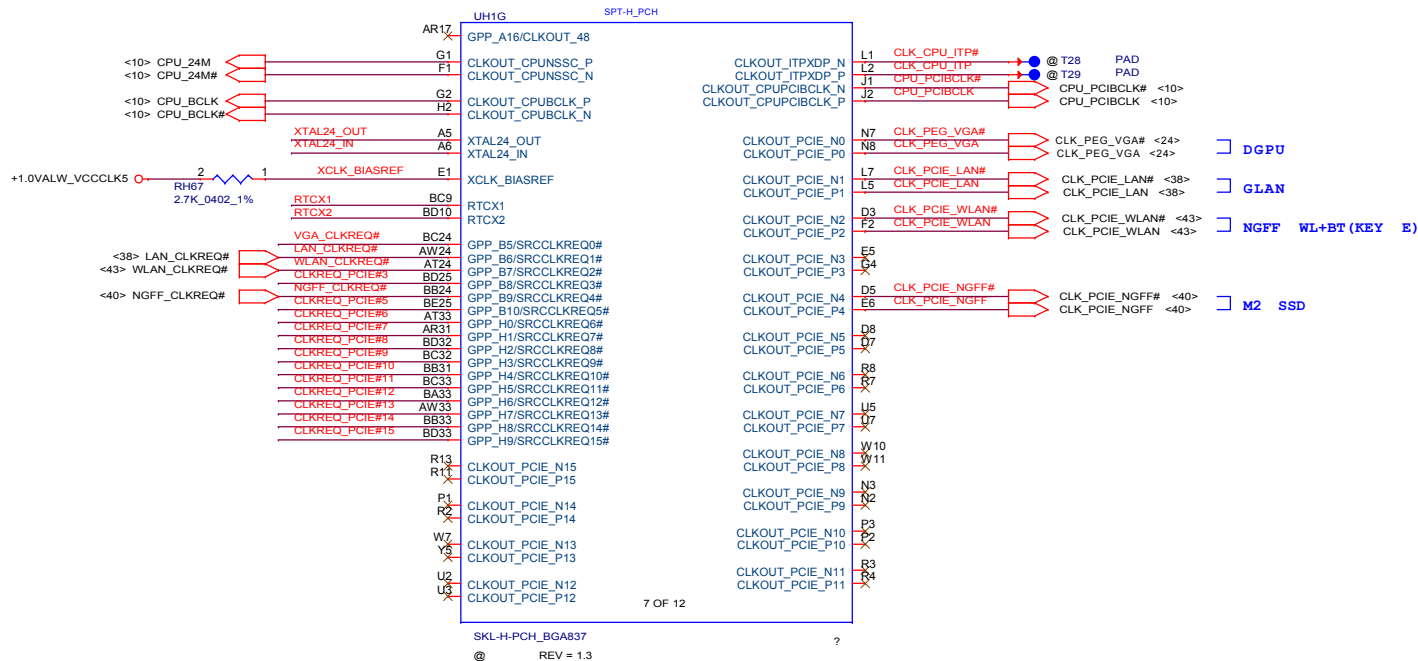 UH1G
SPT-H_PCH
AR17 GPP_A16/CLKOUT_48
<10> CPU_24M G1 CLKOUT_CPUNSSC_P
<10> CPU_24M# F1 CLKOUT_CPUNSSC_N
<10> CPU_BCLK G2 CLKOUT_CPUBCLK_P
<10> CPU_BCLK# H2 CLKOUT_CPUBCLK_N
XTAL24_OUT A5 XTAL24_OUT
XTAL24_IN A6 XTAL24_IN
+1.0VALW_VCCCLK5 2 1 XCLK_BIASREF E1 XCLK_BIASREF
RH67
2.7K_0402_1%
RTCX1 BC9 RTCX1
RTCX2 BD10 RTCX2
VGA_CLKREQ# BC24 GPP_B5/SRCCLKREQ0#
<38> LAN_CLKREQ# LAN_CLKREQ# AW24 GPP_B6/SRCCLKREQ1#
<43> WLAN_CLKREQ# WLAN_CLKREQ# AT24 GPP_B7/SRCCLKREQ2#
CLKREQ_PCIE#3 BD25 GPP_B8/SRCCLKREQ3#
<40> NGFF_CLKREQ# NGFF_CLKREQ# BB24 GPP_B9/SRCCLKREQ4#
CLKREQ_PCIE#5 BE25 GPP_B10/SRCCLKREQ5#
CLKREQ_PCIE#6 AT33 GPP_H0/SRCCLKREQ6#
CLKREQ_PCIE#7 AR31 GPP_H1/SRCCLKREQ7#
CLKREQ_PCIE#8 BD32 GPP_H2/SRCCLKREQ8#
CLKREQ_PCIE#9 BC32 GPP_H3/SRCCLKREQ9#
CLKREQ_PCIE#10 BB31 GPP_H4/SRCCLKREQ10#
CLKREQ_PCIE#11 BC33 GPP_H5/SRCCLKREQ11#
CLKREQ_PCIE#12 BA33 GPP_H6/SRCCLKREQ12#
CLKREQ_PCIE#13 AW33 GPP_H7/SRCCLKREQ13#
CLKREQ_PCIE#14 BB33 GPP_H8/SRCCLKREQ14#
CLKREQ_PCIE#15 BD33 GPP_H9/SRCCLKREQ15#
R13 CLKOUT_PCIE_N15
R11 CLKOUT_PCIE_P15
P1 CLKOUT_PCIE_N14
R2 CLKOUT_PCIE_P14
W7 CLKOUT_PCIE_N13
Y5 CLKOUT_PCIE_P13
U2 CLKOUT_PCIE_N12
U3 CLKOUT_PCIE_P12
CLKOUT_ITPXDP_N L1 CLK_CPU_ITP# @ T28 PAD
CLKOUT_ITPXDP_P L2 CLK_CPU_ITP @ T29 PAD
CLKOUT_CPUPCIBCLK_N J1 CPU_PCIBCLK# CPU_PCIBCLK# <10>
CLKOUT_CPUPCIBCLK_P J2 CPU_PCIBCLK CPU_PCIBCLK <10>
CLKOUT_PCIE_N0 N7 CLK_PEG_VGA# CLK_PEG_VGA# <24>
CLKOUT_PCIE_P0 N8 CLK_PEG_VGA CLK_PEG_VGA <24>
DGPU
CLKOUT_PCIE_N1 L7 CLK_PCIE_LAN# CLK_PCIE_LAN# <38>
CLKOUT_PCIE_P1 L5 CLK_PCIE_LAN CLK_PCIE_LAN <38>
GLAN
CLKOUT_PCIE_N2 D3 CLK_PCIE_WLAN# CLK_PCIE_WLAN# <43>
CLKOUT_PCIE_P2 F2 CLK_PCIE_WLAN CLK_PCIE_WLAN <43>
NGFF WL+BT(KEY E)
CLKOUT_PCIE_N3 E5
CLKOUT_PCIE_P3 G4
CLKOUT_PCIE_N4 D5 CLK_PCIE_NGFF# CLK_PCIE_NGFF# <40>
CLKOUT_PCIE_P4 E6 CLK_PCIE_NGFF CLK_PCIE_NGFF <40>
M2 SSD
CLKOUT_PCIE_N5 D8
CLKOUT_PCIE_P5 D7
CLKOUT_PCIE_N6 R8
CLKOUT_PCIE_P6 R7
CLKOUT_PCIE_N7 U5
CLKOUT_PCIE_P7 U7
CLKOUT_PCIE_N8 W10
CLKOUT_PCIE_P8 W11
CLKOUT_PCIE_N9 N3
CLKOUT_PCIE_P9 N2
CLKOUT_PCIE_N10 P3
CLKOUT_PCIE_P10 P2
CLKOUT_PCIE_N11 R3
CLKOUT_PCIE_P11 R4
7 OF 12
SKL-H-PCH_BGA837 ?
@ REV = 1.3